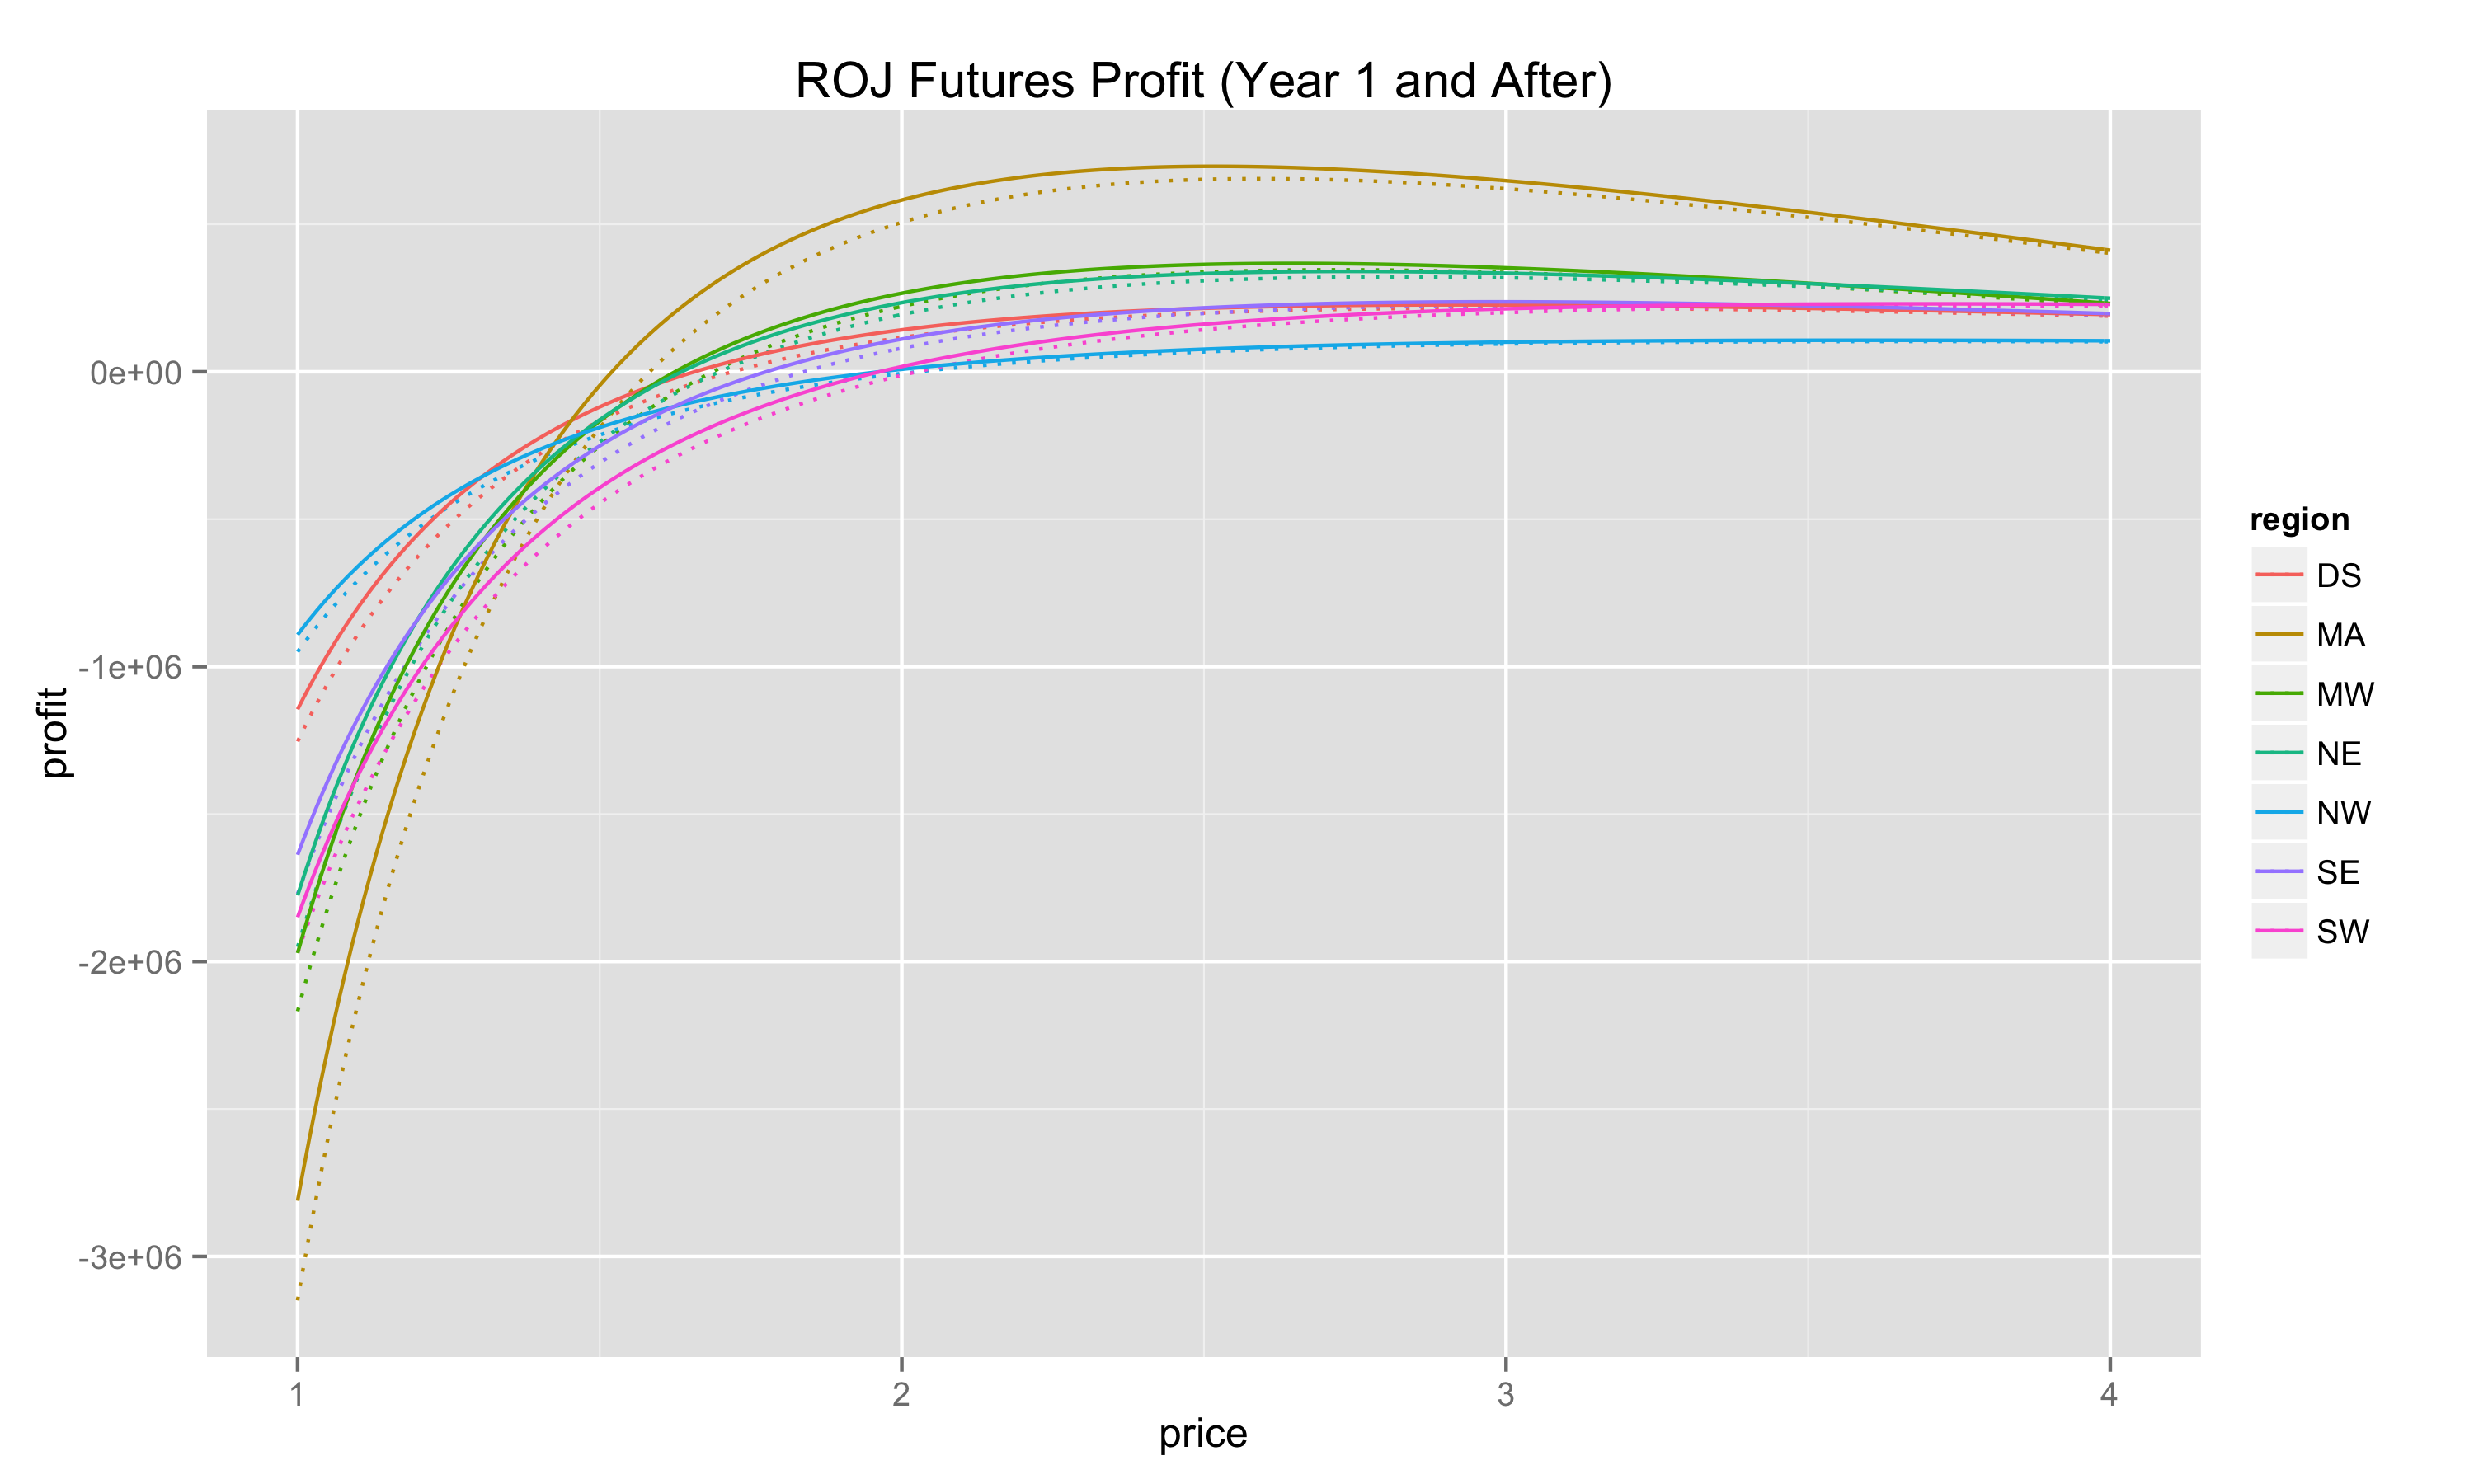 ROJ Futures Profit (Year 1 and After)
0e+00
-1e+06
-2e+06
-3e+06
profit
1 2 3 4
price
region
DS
MA
MW
NE
NW
SE
SW